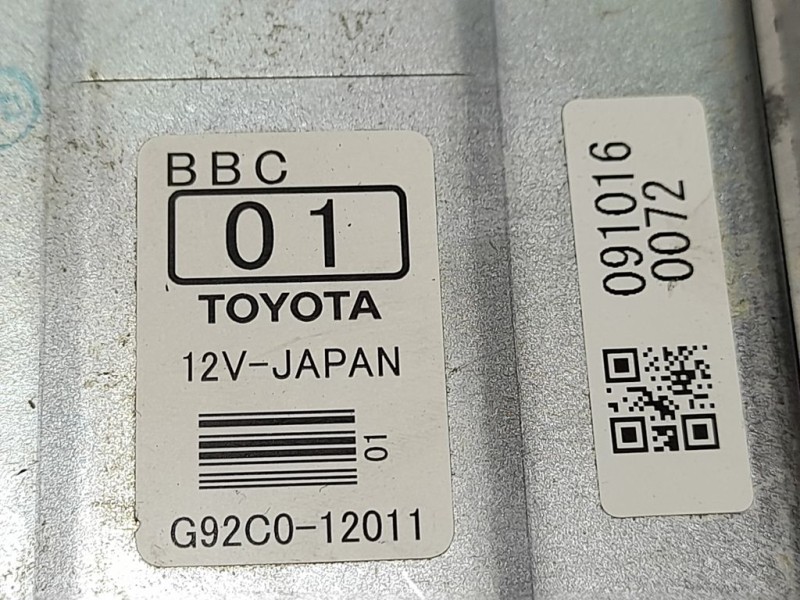 BBC
01
TOYOTA
12V-JAPAN
01
G92C0-12011
091016
0072